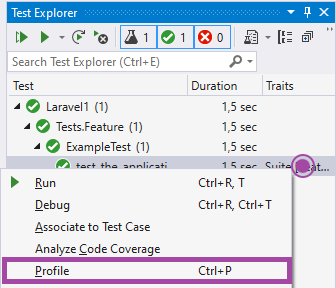 Test Explorer
1 1 0
Search Test Explorer (Ctrl+E)
Test Duration Traits
Laravel1 (1) 1,5 sec
Tests.Feature (1) 1,5 sec
ExampleTest (1) 1,5 sec
test_the_applicati... 1,5 sec
Run Ctrl+R, T
Debug Ctrl+R, Ctrl+T
Associate to Test Case
Analyze Code Coverage
Profile Ctrl+P